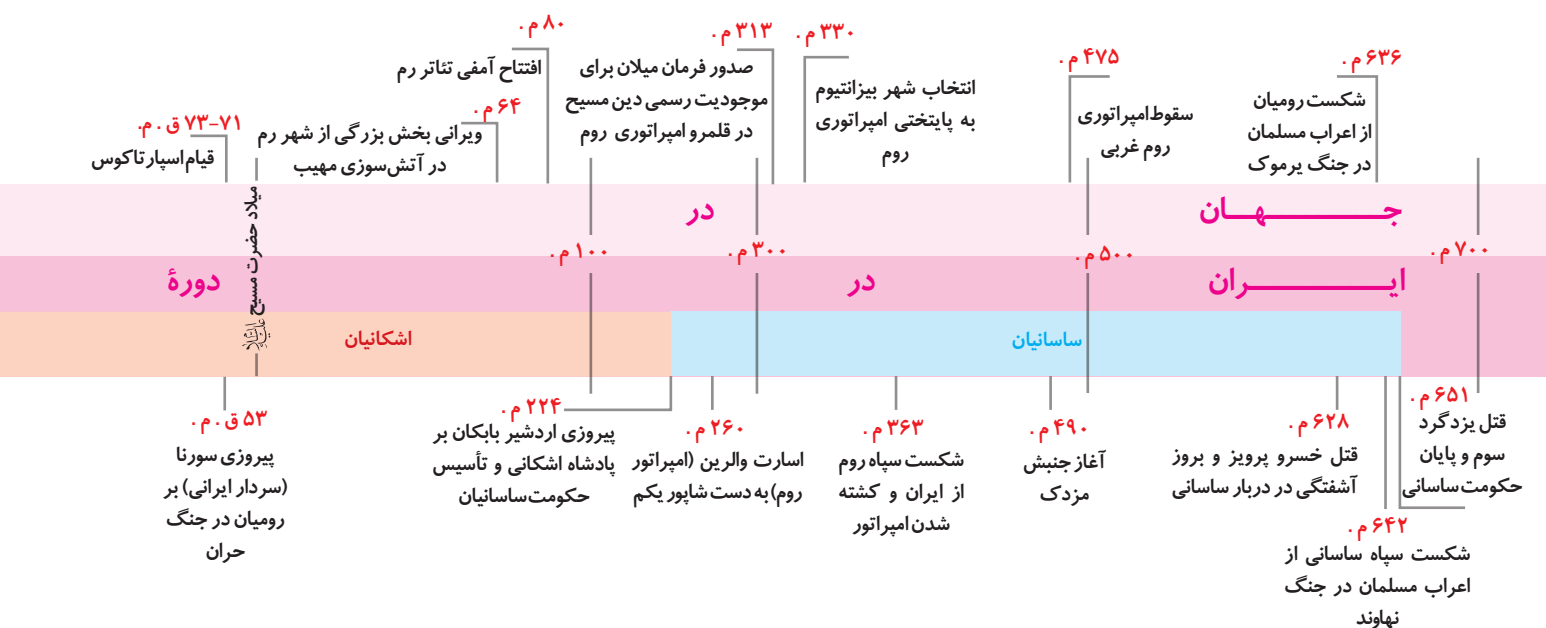 ۷۳-۷۱ ق . م.
قیام اسپارتاکوس
۶۴ م .
ویرانی بخش بزرگی از شهر رم
در آتش‌سوزی مهیب
۸۰ م .
افتتاح آمفی تئاتر رم
۳۱۳ م .
صدور فرمان میلان برای
موجودیت رسمی دین مسیح
در قلمرو امپراتوری روم
۳۳۰ م .
انتخاب شهر بیزانتیوم
به پایتختی امپراتوری
روم
۴۷۵ م .
سقوط امپراتوری
روم غربی
۶۳۶ م .
شکست رومیان
از اعراب مسلمان
در جنگ یرموک
در جهان
میلاد حضرت مسیح علیه‌السلام
۱۰۰ م .
۳۰۰ م .
۵۰۰ م .
۷۰۰ م .
دورهٔ در ایران
اشکانیان
ساسانیان
۵۳ ق . م .
پیروزی سورنا
(سردار ایرانی) بر
رومیان در جنگ
حران
۲۲۴ م .
پیروزی اردشیر بابکان بر
پادشاه اشکانی و تأسیس
حکومت ساسانیان
۲۶۰ م .
اسارت والرین (امپراتور
روم) به دست شاپور یکم
۳۶۳ م .
شکست سپاه روم
از ایران و کشته
شدن امپراتور
۴۹۰ م .
آغاز جنبش
مزدک
۶۲۸ م .
قتل خسرو پرویز و بروز
آشفتگی در دربار ساسانی
۶۴۲ م .
شکست سپاه ساسانی از
اعراب مسلمان در جنگ
نهاوند
۶۵۱ م .
قتل یزدگرد
سوم و پایان
حکومت ساسانی